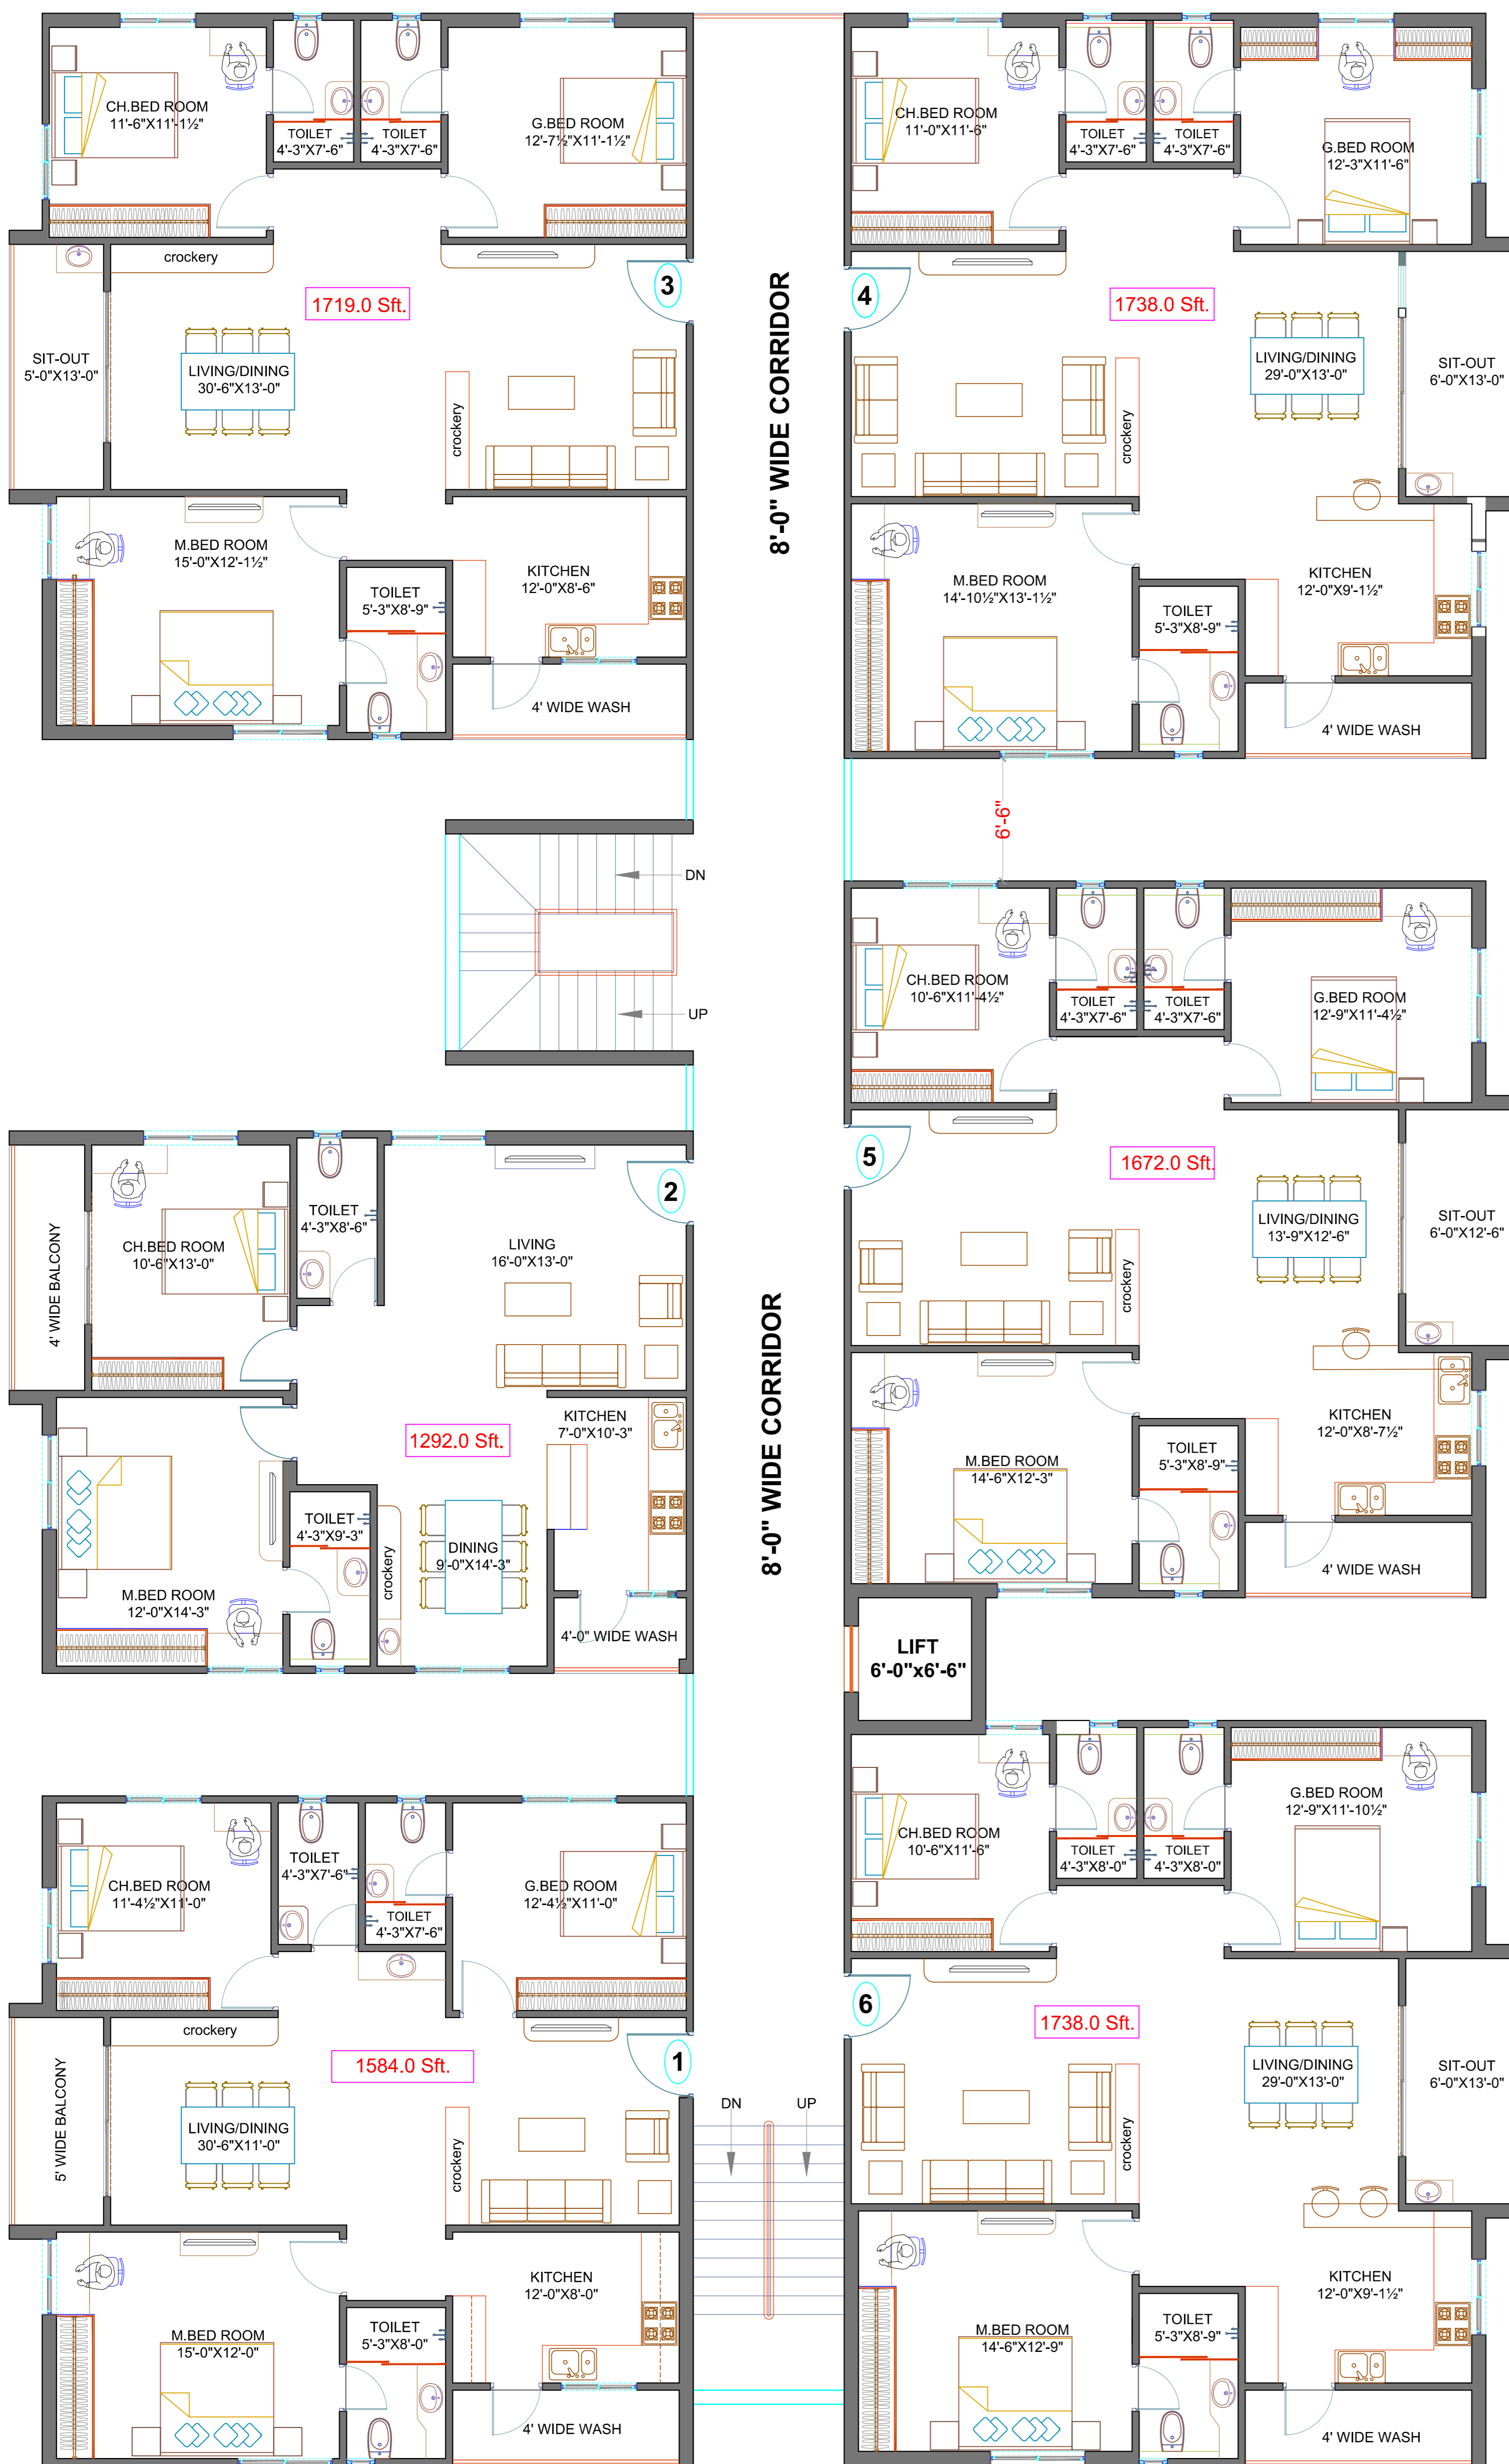 CH.BED ROOM
11'-6"X11'-1½"
TOILET
4'-3"X7'-6"
TOILET
4'-3"X7'-6"
G.BED ROOM
12'-7½"X11'-1½"
crockery
3
1719.0 Sft.
SIT-OUT
5'-0"X13'-0"
LIVING/DINING
30'-6"X13'-0"
crockery
M.BED ROOM
15'-0"X12'-1½"
TOILET
5'-3"X8'-9"
KITCHEN
12'-0"X8'-6"
4' WIDE WASH
8'-0" WIDE CORRIDOR
CH.BED ROOM
11'-0"X11'-6"
TOILET
4'-3"X7'-6"
TOILET
4'-3"X7'-6"
G.BED ROOM
12'-3"X11'-6"
4
1738.0 Sft.
LIVING/DINING
29'-0"X13'-0"
SIT-OUT
6'-0"X13'-0"
crockery
M.BED ROOM
14'-10½"X13'-1½"
TOILET
5'-3"X8'-9"
KITCHEN
12'-0"X9'-1½"
4' WIDE WASH
6'-6"
DN
UP
CH.BED ROOM
10'-6"X11'-4½"
TOILET
4'-3"X7'-6"
TOILET
4'-3"X7'-6"
G.BED ROOM
12'-9"X11'-4½"
5
1672.0 Sft.
LIVING/DINING
13'-9"X12'-6"
SIT-OUT
6'-0"X12'-6"
crockery
M.BED ROOM
14'-6"X12'-3"
TOILET
5'-3"X8'-9"
KITCHEN
12'-0"X8'-7½"
4' WIDE WASH
4' WIDE BALCONY
CH.BED ROOM
10'-6"X13'-0"
TOILET
4'-3"X8'-6"
LIVING
16'-0"X13'-0"
2
1292.0 Sft.
KITCHEN
7'-0"X10'-3"
TOILET
4'-3"X9'-3"
crockery
DINING
9'-0"X14'-3"
M.BED ROOM
12'-0"X14'-3"
4'-0" WIDE WASH
8'-0" WIDE CORRIDOR
LIFT
6'-0"x6'-6"
CH.BED ROOM
11'-4½"X11'-0"
TOILET
4'-3"X7'-6"
TOILET
4'-3"X7'-6"
G.BED ROOM
12'-4½"X11'-0"
crockery
1
1584.0 Sft.
5' WIDE BALCONY
LIVING/DINING
30'-6"X11'-0"
crockery
M.BED ROOM
15'-0"X12'-0"
TOILET
5'-3"X8'-0"
KITCHEN
12'-0"X8'-0"
4' WIDE WASH
DN
UP
CH.BED ROOM
10'-6"X11'-6"
TOILET
4'-3"X8'-0"
TOILET
4'-3"X8'-0"
G.BED ROOM
12'-9"X11'-10½"
6
1738.0 Sft.
LIVING/DINING
29'-0"X13'-0"
SIT-OUT
6'-0"X13'-0"
crockery
M.BED ROOM
14'-6"X12'-9"
TOILET
5'-3"X8'-9"
KITCHEN
12'-0"X9'-1½"
4' WIDE WASH